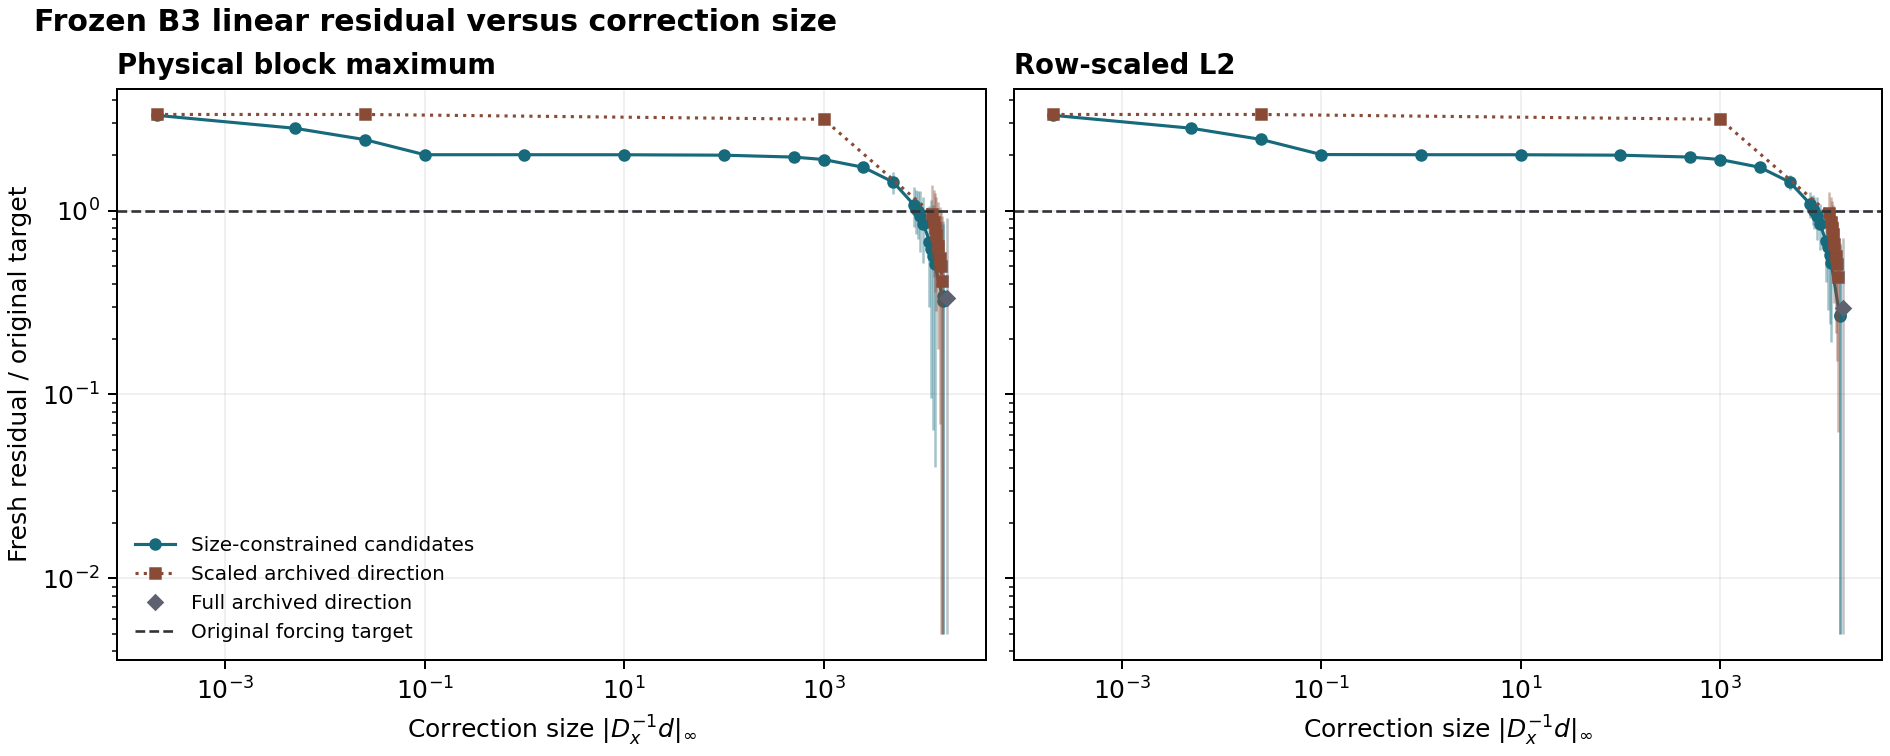 Frozen B3 linear residual versus correction size
Physical block maximum
Row-scaled L2
Fresh residual / original target
10^0
10^-1
10^-2
Size-constrained candidates
Scaled archived direction
Full archived direction
Original forcing target
10^-3 10^-1 10^1 10^3
10^-3 10^-1 10^1 10^3
Correction size |D_x^-1 d|_∞
Correction size |D_x^-1 d|_∞